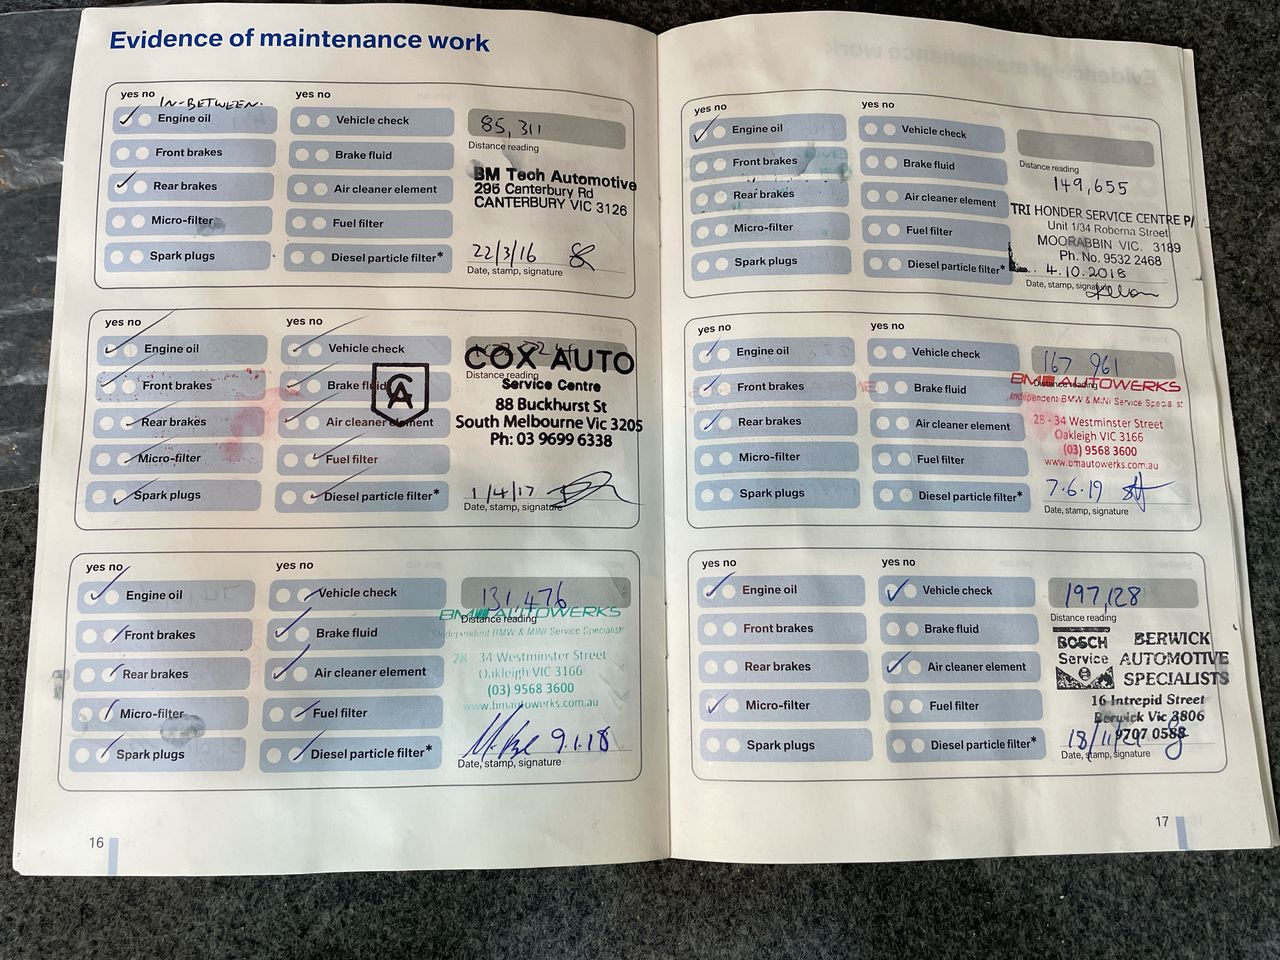 Evidence of maintenance work
yes no
IN-BETWEEN.
Engine oil
Front brakes
Rear brakes
Micro-filter
Spark plugs
yes no
Vehicle check
Brake fluid
Air cleaner element
Fuel filter
Diesel particle filter*
85,311
Distance reading
BM Tech Automotive
295 Canterbury Rd
CANTERBURY VIC 3126
22/3/16
Date, stamp, signature
yes no
Engine oil
Front brakes
Rear brakes
Micro-filter
Spark plugs
yes no
Vehicle check
Brake fluid
Air cleaner element
Fuel filter
Diesel particle filter*
CA
COX AUTO
Distance reading
Service Centre
88 Buckhurst St
South Melbourne Vic 3205
Ph: 03 9699 6338
1/4/17
Date, stamp, signature
yes no
Engine oil
Front brakes
Rear brakes
Micro-filter
Spark plugs
yes no
Vehicle check
Brake fluid
Air cleaner element
Fuel filter
Diesel particle filter*
131,476
Distance reading
BM AUTOWERKS
Independent BMW & MINI Service Specialist
28 - 34 Westminster Street
Oakleigh VIC 3166
(03) 9568 3600
www.bmautowerks.com.au
9.1.18
Date, stamp, signature
16
yes no
Engine oil
Front brakes
Rear brakes
Micro-filter
Spark plugs
yes no
Vehicle check
Brake fluid
Air cleaner element
Fuel filter
Diesel particle filter*
Distance reading
149,655
TRI HONDER SERVICE CENTRE P/
Unit 1/34 Roberna Street
MOORABBIN VIC. 3189
Ph. No. 9532 2468
4.10.2018
Date, stamp, signature
yes no
Engine oil
Front brakes
Rear brakes
Micro-filter
Spark plugs
yes no
Vehicle check
Brake fluid
Air cleaner element
Fuel filter
Diesel particle filter*
167 961
Distance reading
BM AUTOWERKS
Independent BMW & MINI Service Specialist
28 - 34 Westminster Street
Oakleigh VIC 3166
(03) 9568 3600
www.bmautowerks.com.au
7.6.19
Date, stamp, signature
yes no
Engine oil
Front brakes
Rear brakes
Micro-filter
Spark plugs
yes no
Vehicle check
Brake fluid
Air cleaner element
Fuel filter
Diesel particle filter*
197,128
Distance reading
BOSCH
Service
BERWICK
AUTOMOTIVE
SPECIALISTS
16 Intrepid Street
Berwick Vic 3806
9707 0588
18/11/21
Date, stamp, signature
17